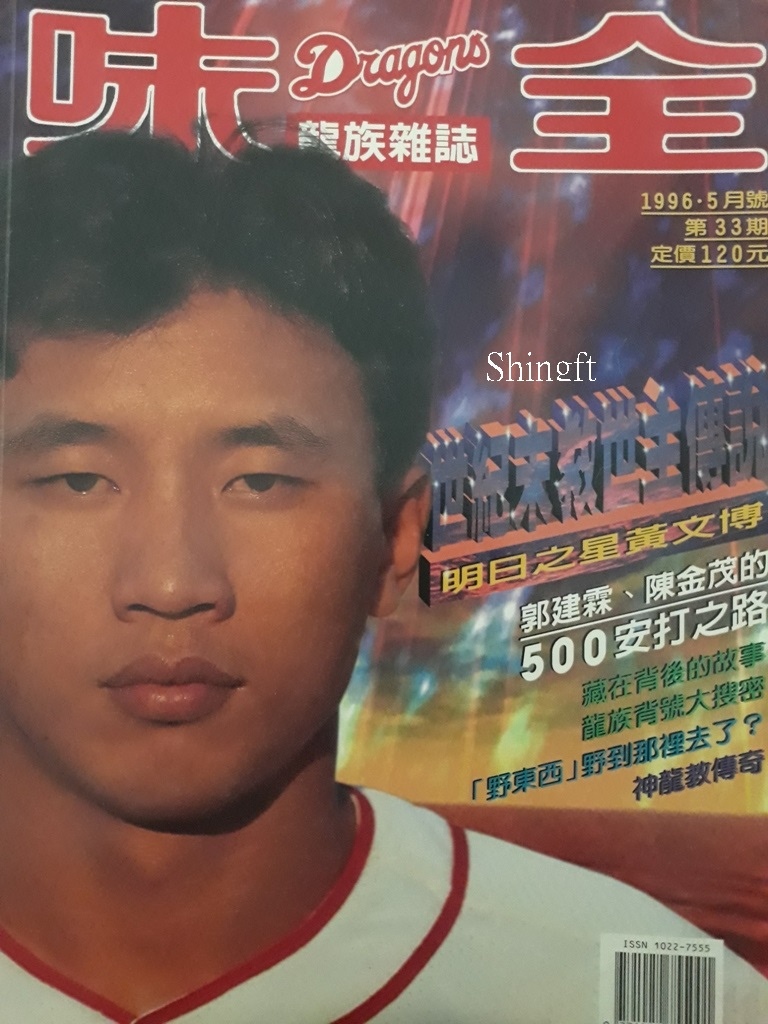 味全
Dragons
龍族雜誌
1996·5月號
第33期
定價120元
Shingft
世紀末救世主傳說
明日之星黃文博
郭建霖、陳金茂的
500安打之路
藏在背後的故事
龍族背號大搜密
「野東西」野到那裡去了？
神龍教傳奇
ISSN 1022-7555